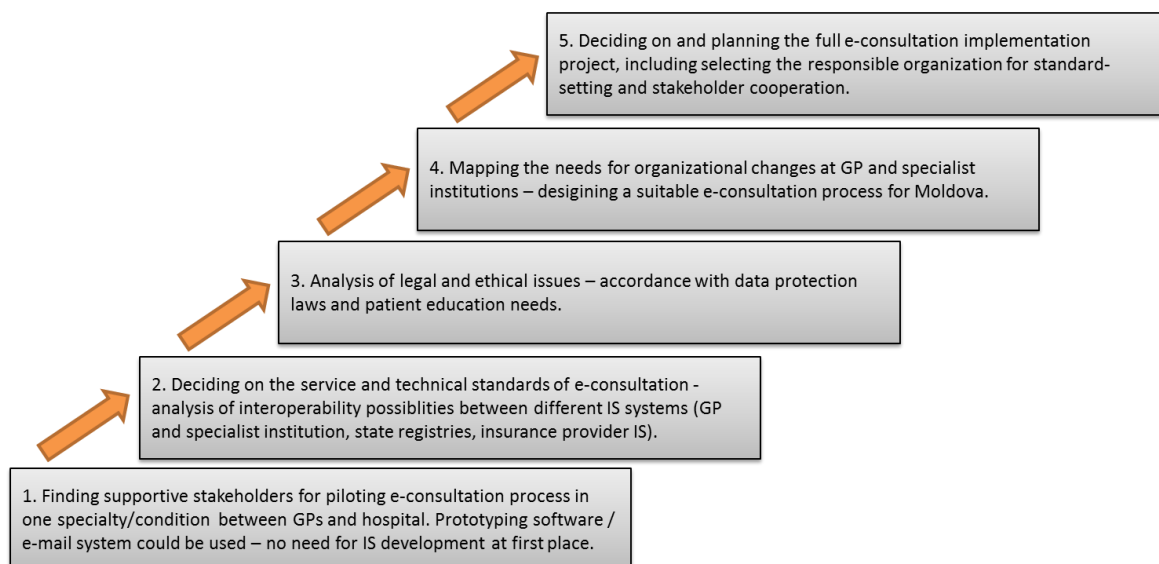 5. Deciding on and planning the full e-consultation implementation
project, including selecting the responsible organization for standard-
setting and stakeholder cooperation.
4. Mapping the needs for organizational changes at GP and specialist
institutions – desigining a suitable e-consultation process for Moldova.
3. Analysis of legal and ethical issues – accordance with data protection
laws and patient education needs.
2. Deciding on the service and technical standards of e-consultation -
analysis of interoperability possiblities between different IS systems (GP
and specialist institution, state registries, insurance provider IS).
1. Finding supportive stakeholders for piloting e-consultation process in
one specialty/condition between GPs and hospital. Prototyping software /
e-mail system could be used – no need for IS development at first place.